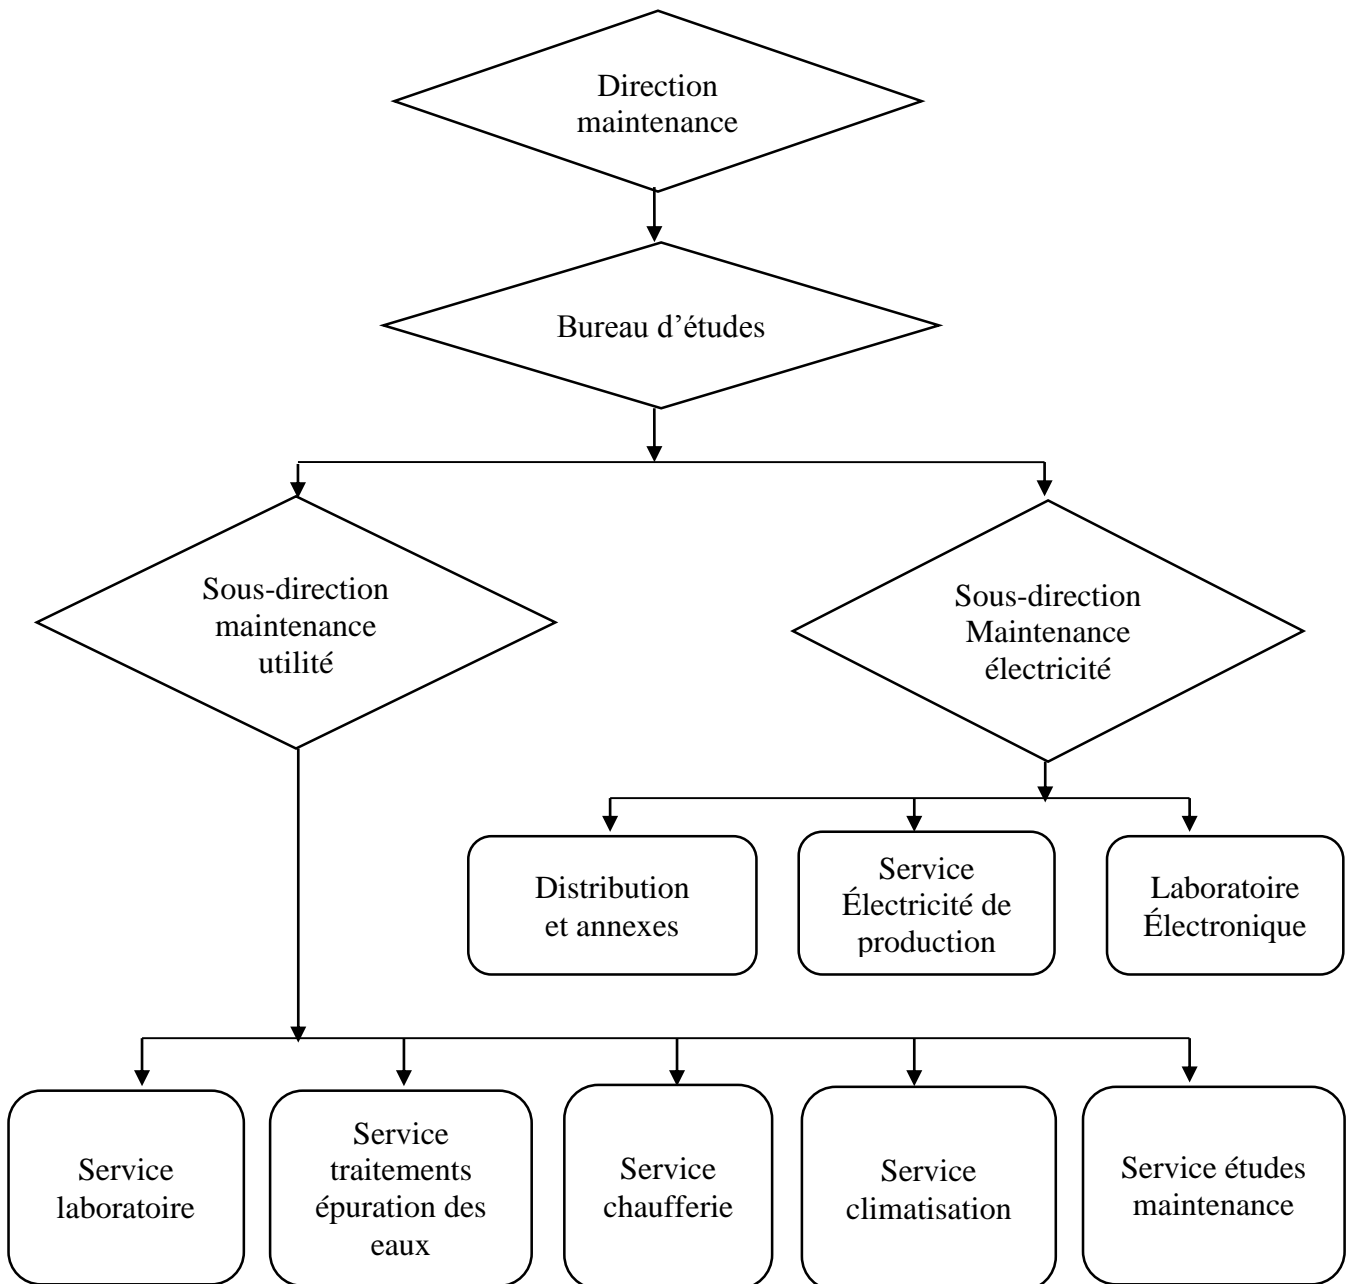 Direction
maintenance
Bureau d’études
Sous-direction
maintenance
utilité
Sous-direction
Maintenance
électricité
Distribution
et annexes
Service
Électricité de
production
Laboratoire
Électronique
Service
laboratoire
Service
traitements
épuration des
eaux
Service
chaufferie
Service
climatisation
Service études
maintenance